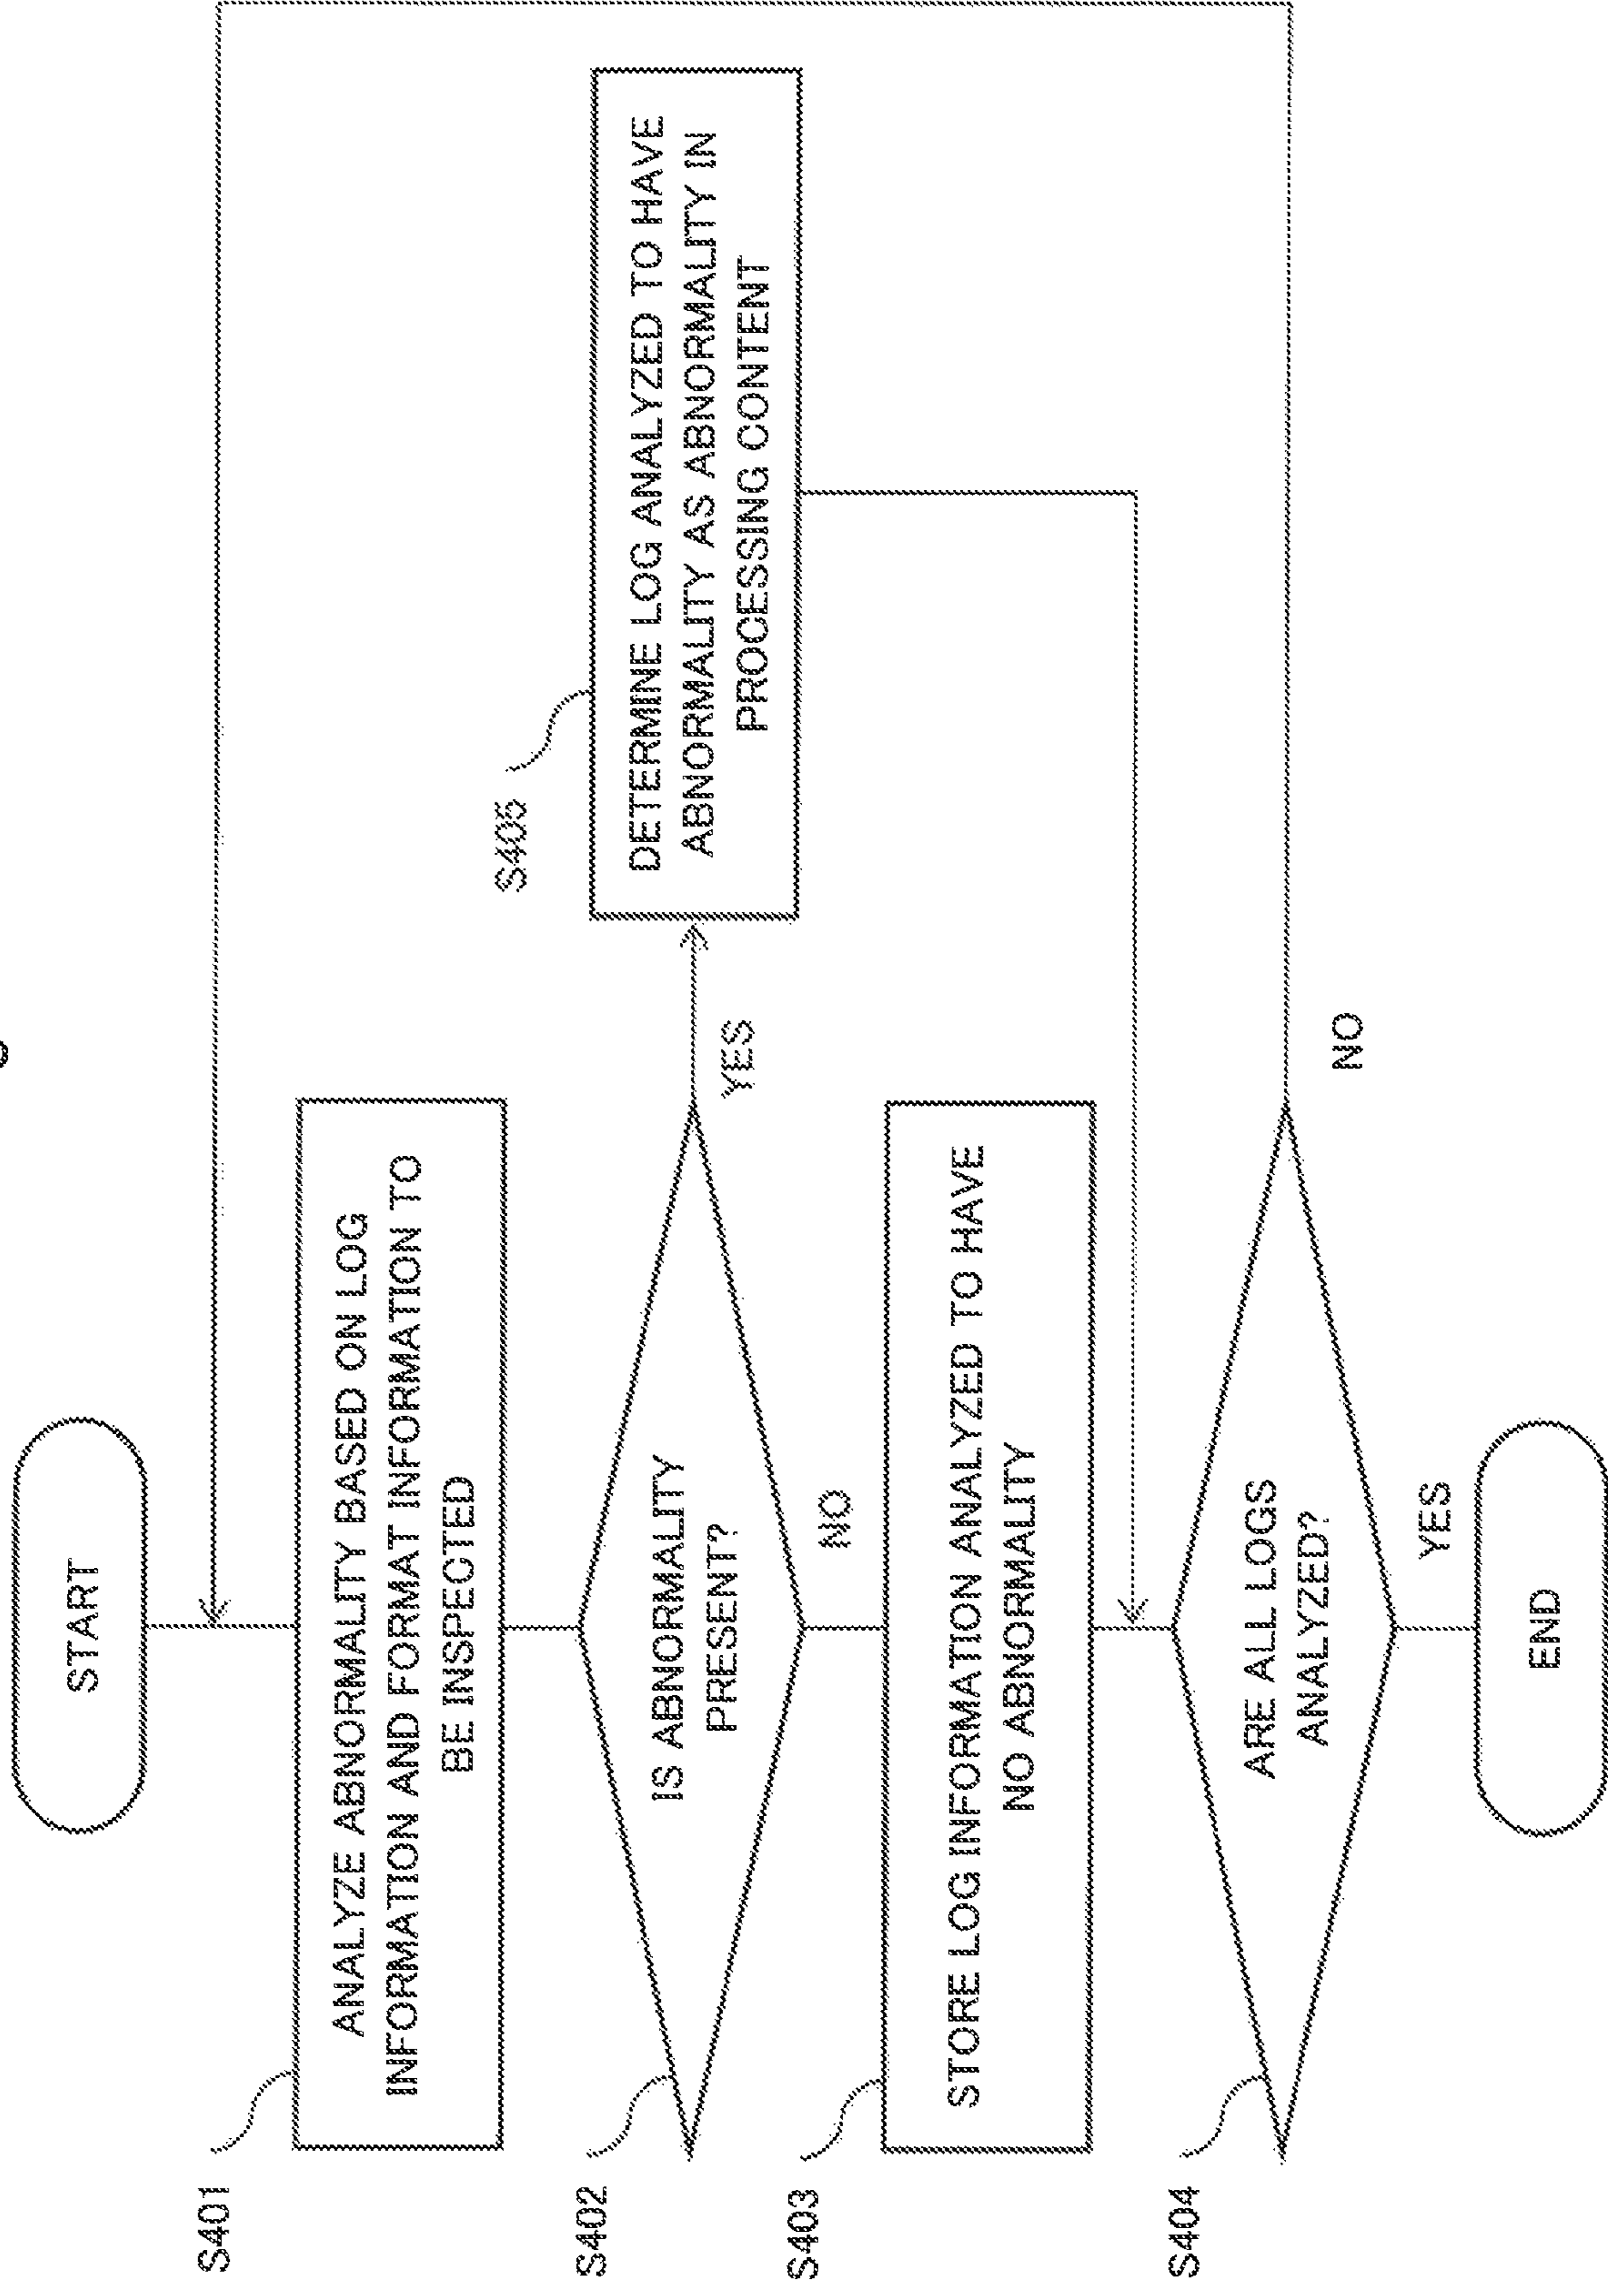 START
S401
ANALYZE ABNORMALITY BASED ON LOG
INFORMATION AND FORMAT INFORMATION TO
BE INSPECTED
S402
IS ABNORMALITY
PRESENT?
YES
S405
DETERMINE LOG ANALYZED TO HAVE
ABNORMALITY AS ABNORMALITY IN
PROCESSING CONTENT
NO
S403
STORE LOG INFORMATION ANALYZED TO HAVE
NO ABNORMALITY
S404
ARE ALL LOGS
ANALYZED?
NO
YES
END